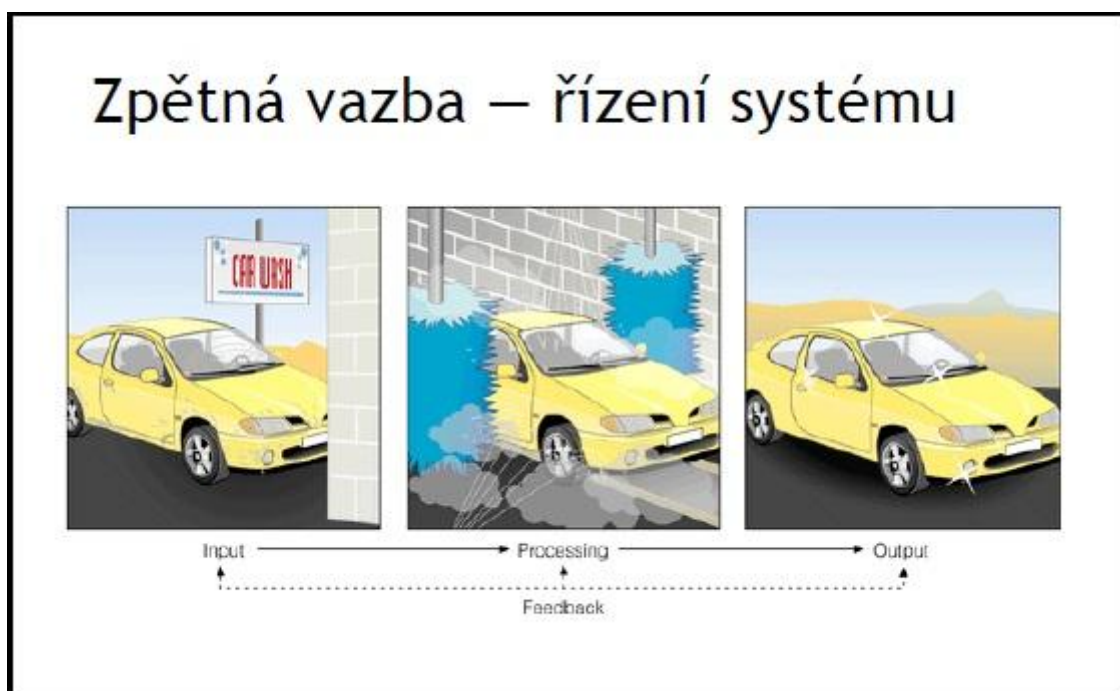 Zpětná vazba — řízení systému
CAR WASH
Input
Processing
Output
Feedback